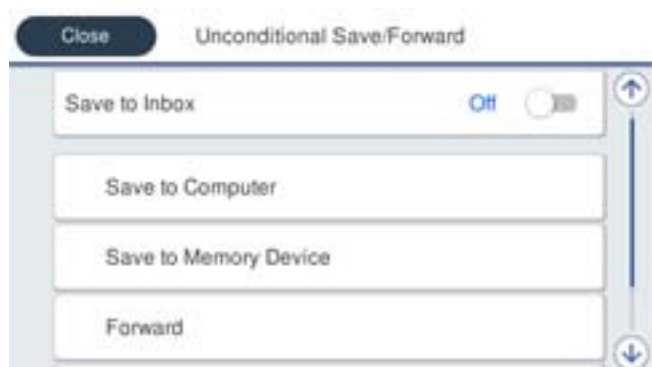 Close Unconditional Save/Forward
Save to Inbox Off
Save to Computer
Save to Memory Device
Forward